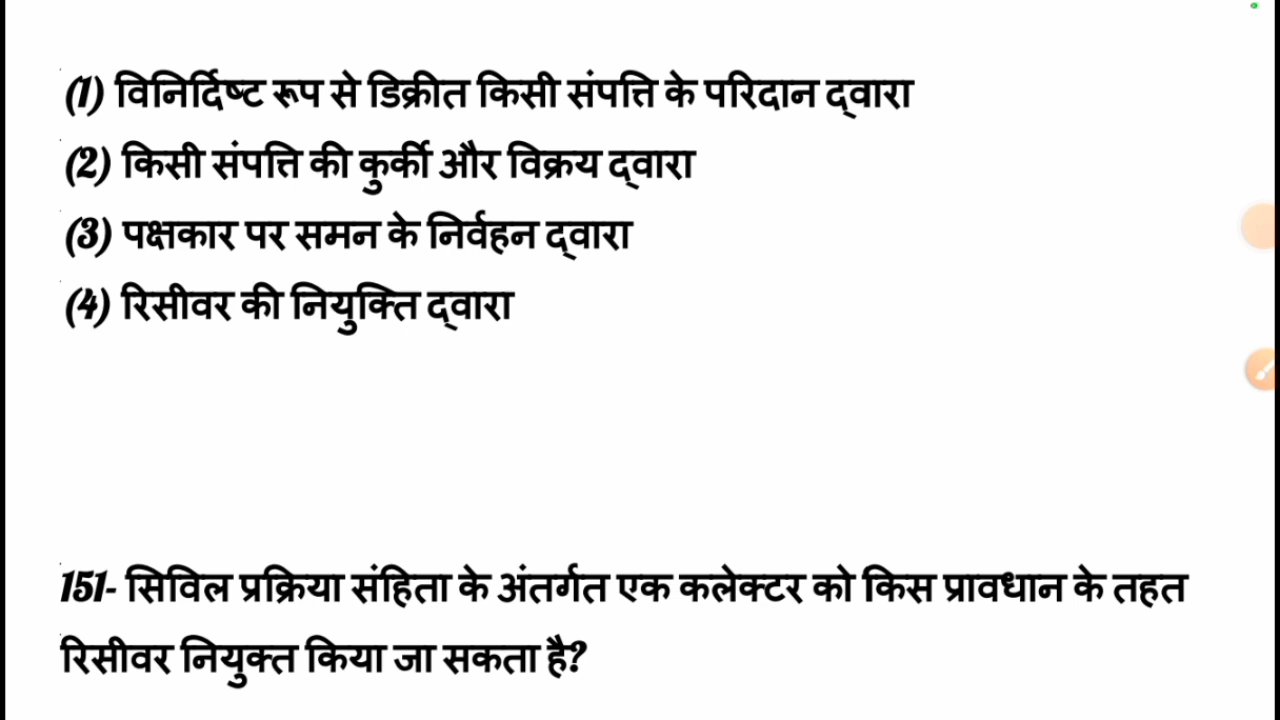 (1) विनिर्दिष्ट रूप से डिक्रीत किसी संपत्ति के परिदान द्वारा
(2) किसी संपत्ति की कुर्की और विक्रय द्वारा
(3) पक्षकार पर समन के निर्वहन द्वारा
(4) रिसीवर की नियुक्ति द्वारा
151- सिविल प्रक्रिया संहिता के अंतर्गत एक कलेक्टर को किस प्रावधान के तहत
रिसीवर नियुक्त किया जा सकता है?